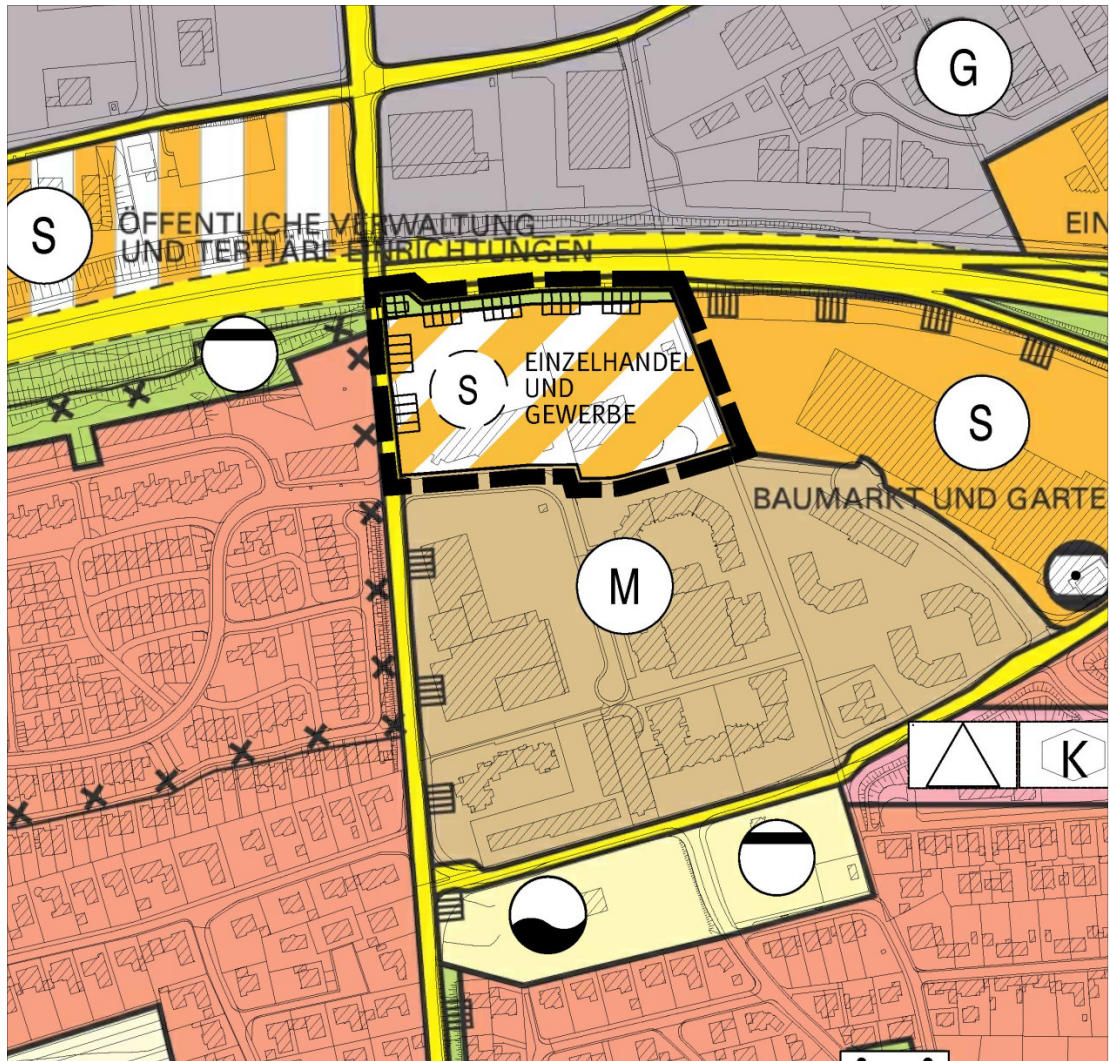 G
S
ÖFFENTLICHE VERWALTUNG
UND TERTIÄRE EINRICHTUNGEN
EIN
S
EINZELHANDEL
UND
GEWERBE
S
BAUMARKT UND GARTE
M
K